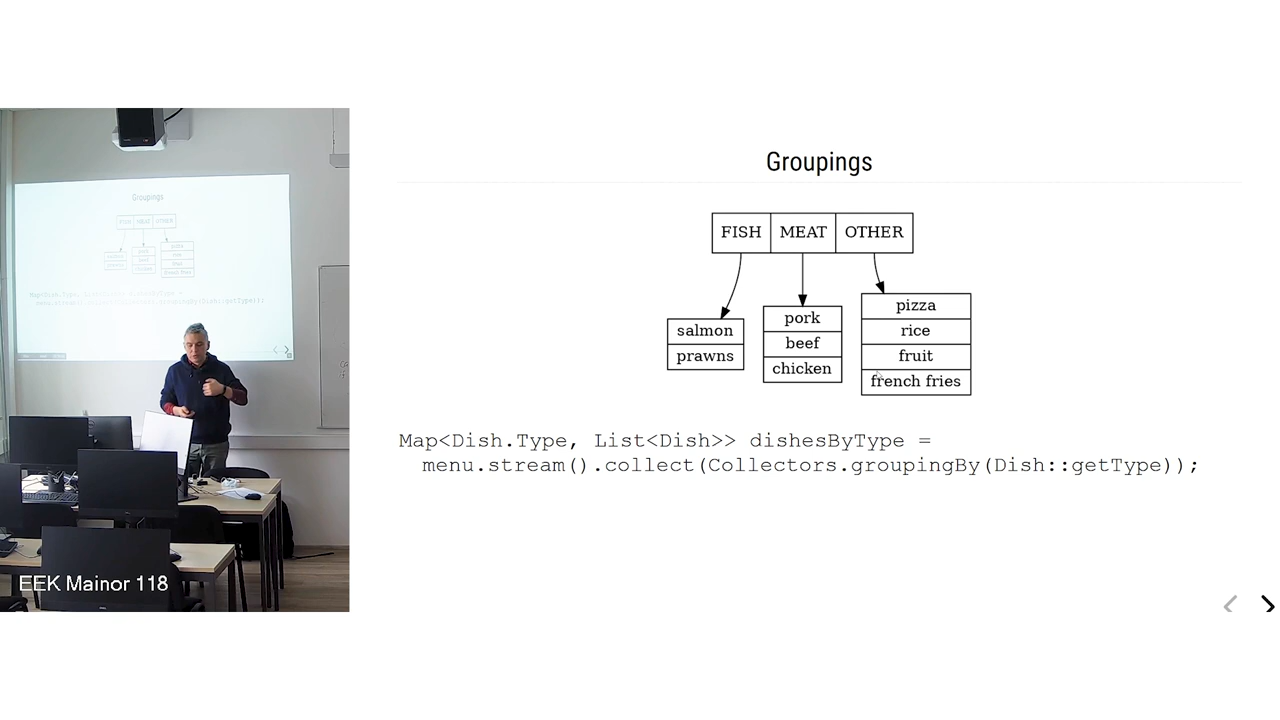 Groupings
FISH MEAT OTHER
salmon
prawns
pork
beef
chicken
pizza
rice
fruit
french fries
Map<Dish.Type, List<Dish>> dishesByType =
menu.stream().collect(Collectors.groupingBy(Dish::getType));
Groupings
EEK Mainor 118